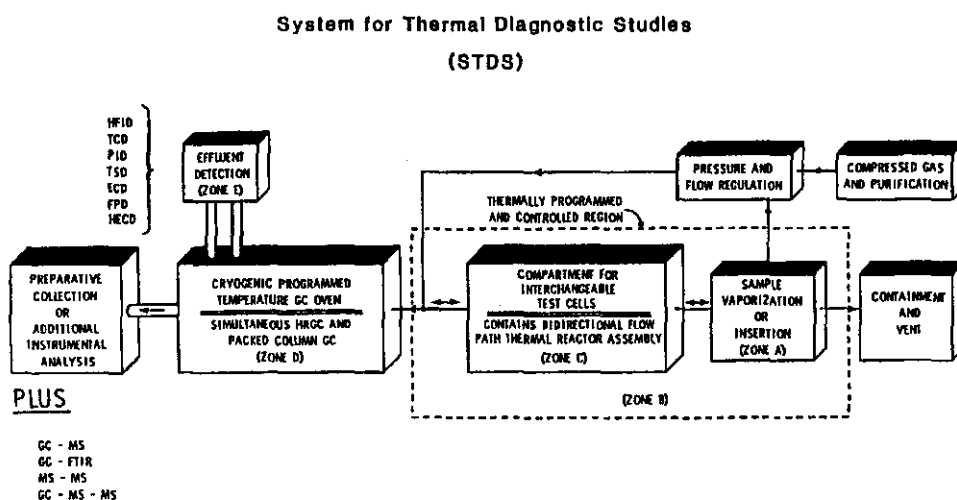 System for Thermal Diagnostic Studies
(STDS)
HFID
TCD
PID
TSD
ECD
FPD
HECD
EFFLUENT
DETECTION
(ZONE E)
PRESSURE AND
FLOW REGULATION
COMPRESSED GAS
AND PURIFICATION
THERMALLY PROGRAMMED
AND CONTROLLED REGION
PREPARATIVE
COLLECTION
OR
ADDITIONAL
INSTRUMENTAL
ANALYSIS
CRYOGENIC PROGRAMMED
TEMPERATURE GC OVEN
SIMULTANEOUS HRGC AND
PACKED COLUMN GC
(ZONE D)
COMPARTMENT FOR
INTERCHANGEABLE
TEST CELLS
CONTAINS BIDIRECTIONAL FLOW
PATH THERMAL REACTOR ASSEMBLY
(ZONE C)
SAMPLE
VAPORIZATION
OR
INSERTION
(ZONE A)
CONTAINMENT
AND
VENT
(ZONE B)
PLUS
GC - MS
GC - FTIR
MS - MS
GC - MS - MS